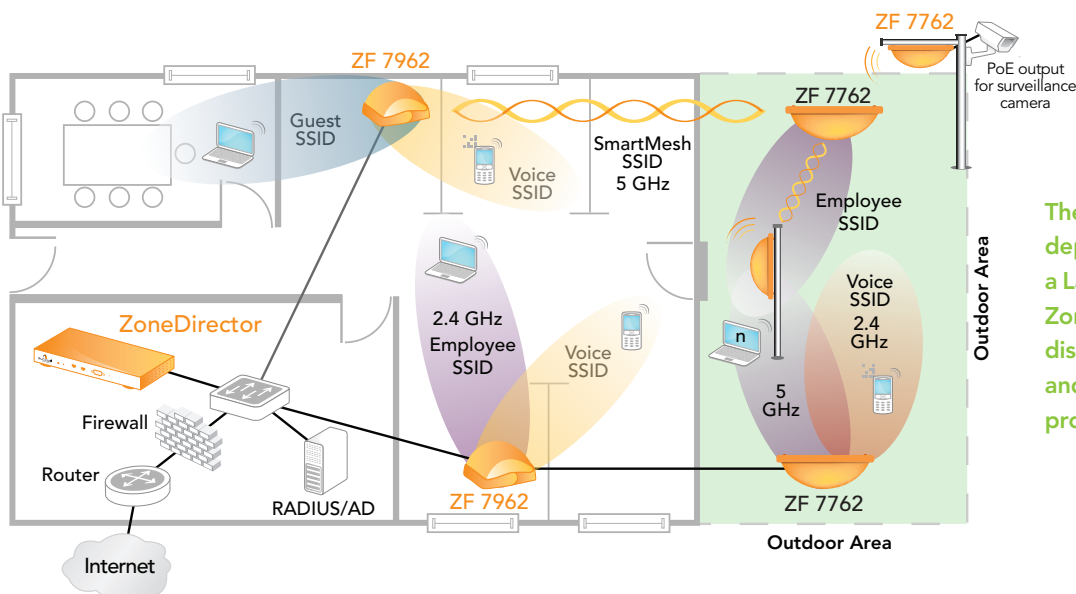 ZF 7762
ZF 7962
PoE output
for surveillance
camera
ZF 7762
Guest
SSID
SmartMesh
SSID
5 GHz
Voice
SSID
Employee
SSID
Outdoor Area
Voice
SSID
2.4
GHz
n
5
GHz
ZoneDirector
2.4 GHz
Employee
SSID
Voice
SSID
Firewall
Router
RADIUS/AD
ZF 7962
ZF 7762
Outdoor Area
Internet
The
dep
a La
Zon
dis
and
pro